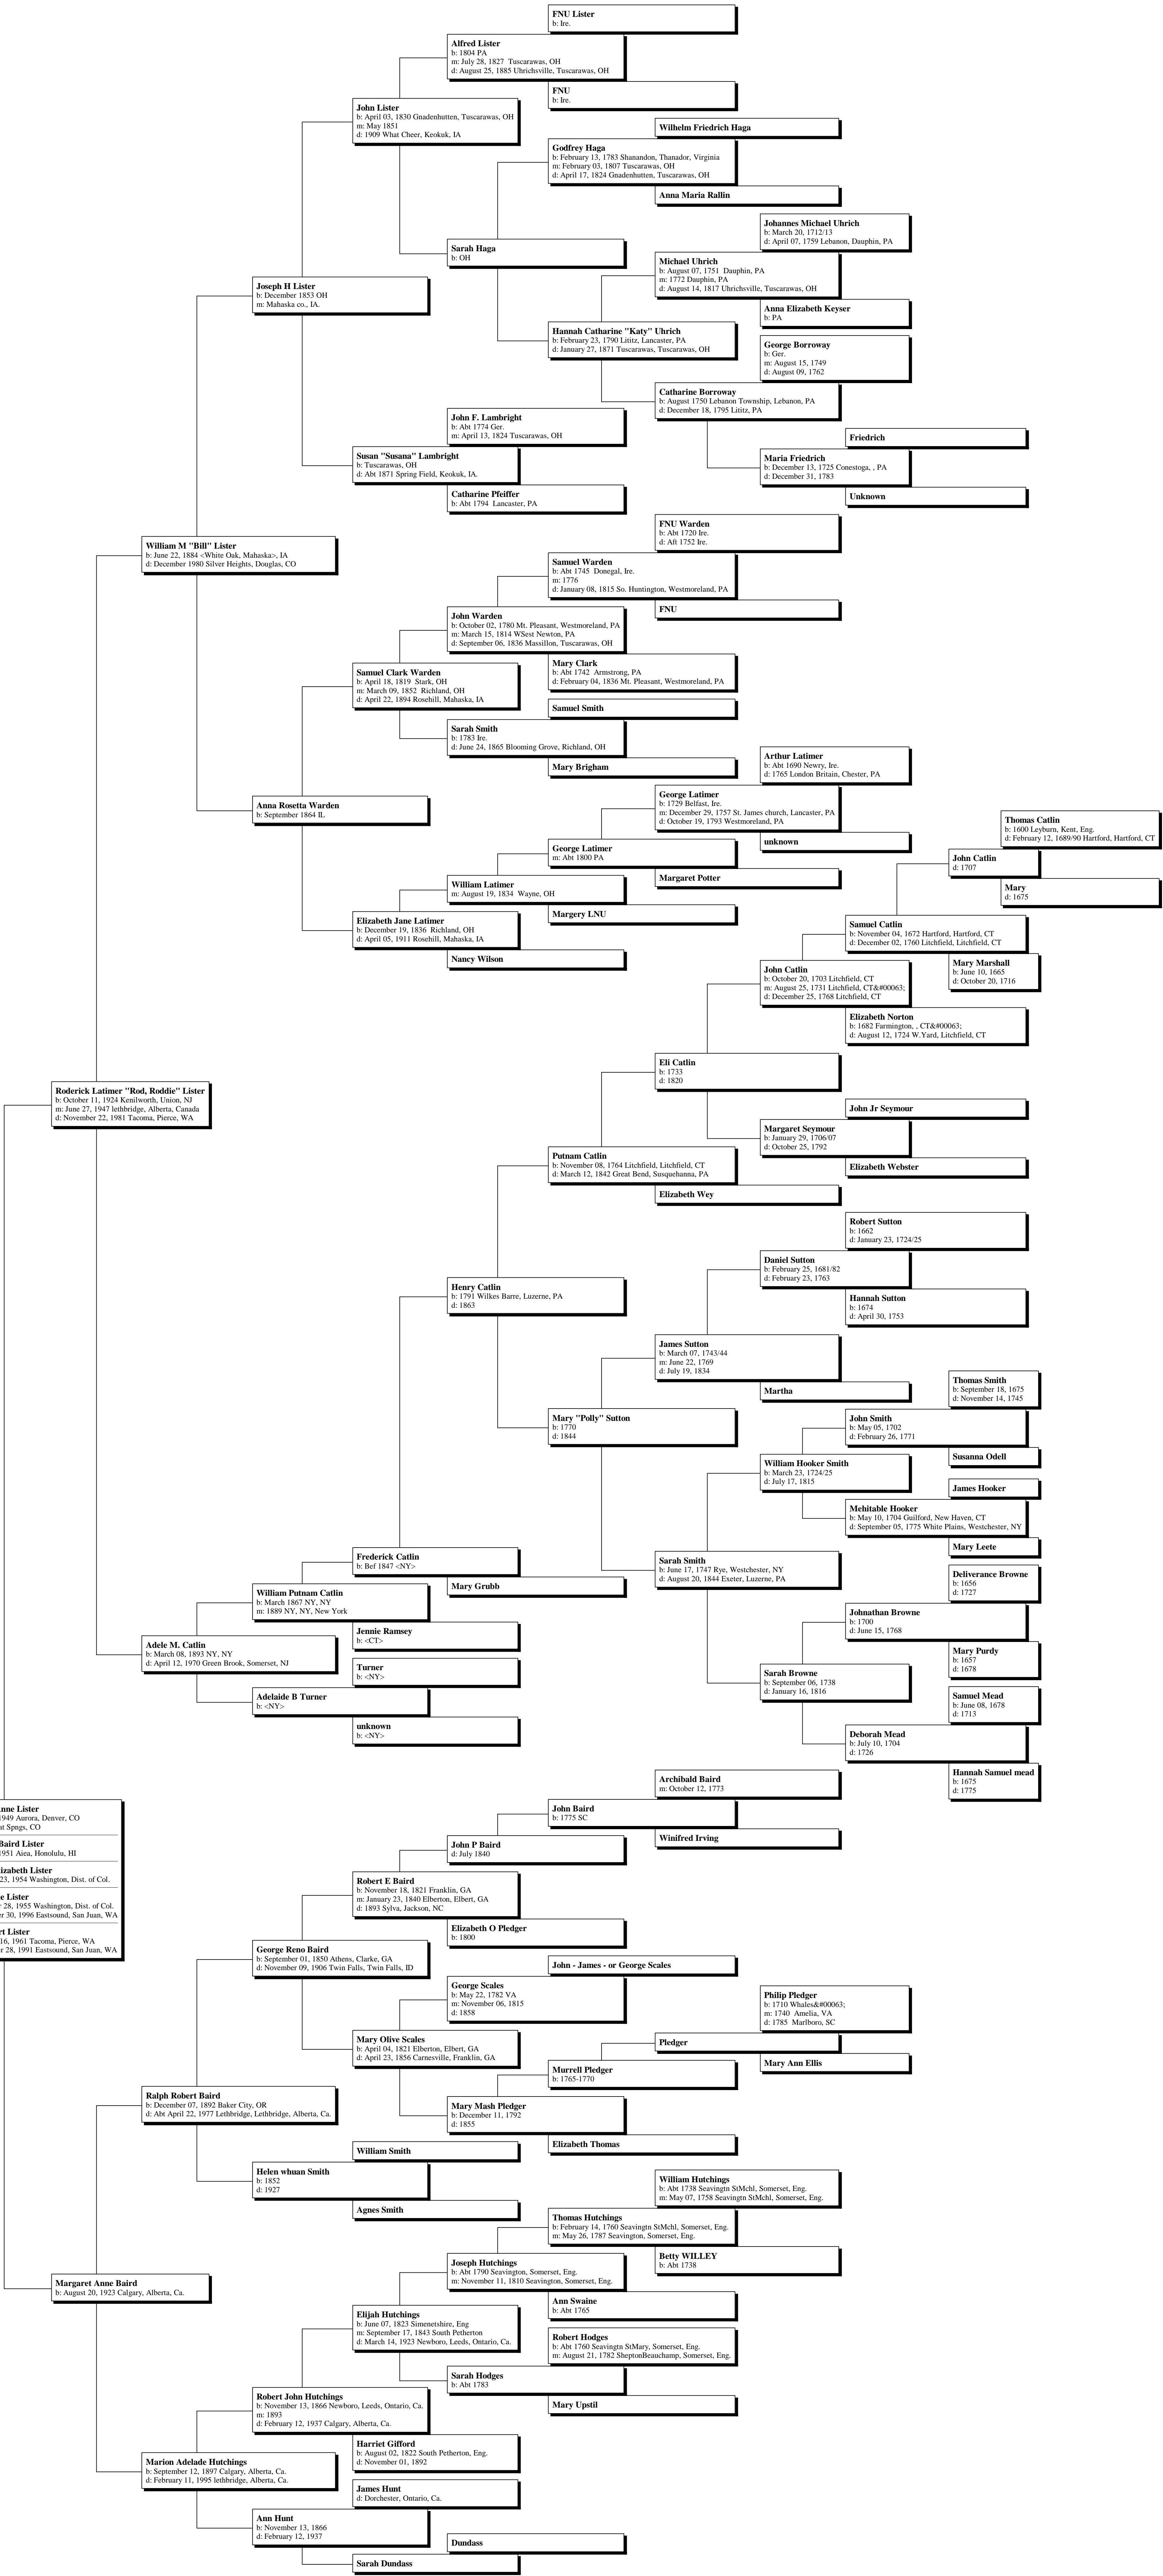 FNU Lister
b: Ire.
Alfred Lister
b: 1804 PA
m: July 28, 1827  Tuscarawas, OH
d: August 25, 1885 Uhrichsville, Tuscarawas, OH
FNU
b: Ire.
John Lister
b: April 03, 1830 Gnadenhutten, Tuscarawas, OH
m: May 1851
d: 1909 What Cheer, Keokuk, IA
Wilhelm Friedrich Haga
Godfrey Haga
b: February 13, 1783 Shanandon, Thanador, Virginia
m: February 03, 1807 Tuscarawas, OH
d: April 17, 1824 Gnadenhutten, Tuscarawas, OH
Anna Maria Rallin
Sarah Haga
b: OH
Johannes Michael Uhrich
b: March 20, 1712/13
d: April 07, 1759 Lebanon, Dauphin, PA
Michael Uhrich
b: August 07, 1751  Dauphin, PA
m: 1772 Dauphin, PA
d: August 14, 1817 Uhrichsville, Tuscarawas, OH
Anna Elizabeth Keyser
b: PA
Joseph H Lister
b: December 1853 OH
m: Mahaska co., IA.
Hannah Catharine "Katy" Uhrich
b: February 23, 1790 Lititz, Lancaster, PA
d: January 27, 1871 Tuscarawas, Tuscarawas, OH
George Borroway
b: Ger.
m: August 15, 1749
d: August 09, 1762
Catharine Borroway
b: August 1750 Lebanon Township, Lebanon, PA
d: December 18, 1795 Lititz, PA
Friedrich
Maria Friedrich
b: December 13, 1725 Conestoga, , PA
d: December 31, 1783
Unknown
John F. Lambright
b: Abt 1774 Ger.
m: April 13, 1824 Tuscarawas, OH
Susan "Susana" Lambright
b: Tuscarawas, OH
d: Abt 1871 Spring Field, Keokuk, IA.
Catharine Pfeiffer
b: Abt 1794  Lancaster, PA
William M "Bill" Lister
b: June 22, 1884 <White Oak, Mahaska>, IA
d: December 1980 Silver Heights, Douglas, CO
FNU Warden
b: Abt 1720 Ire.
d: Aft 1752 Ire.
Samuel Warden
b: Abt 1745  Donegal, Ire.
m: 1776
d: January 08, 1815 So. Huntington, Westmoreland, PA
FNU
John Warden
b: October 02, 1780 Mt. Pleasant, Westmoreland, PA
m: March 15, 1814 WSest Newton, PA
d: September 06, 1836 Massillon, Tuscarawas, OH
Mary Clark
b: Abt 1742  Armstrong, PA
d: February 04, 1836 Mt. Pleasant, Westmoreland, PA
Samuel Clark Warden
b: April 18, 1819  Stark, OH
m: March 09, 1852  Richland, OH
d: April 22, 1894 Rosehill, Mahaska, IA
Samuel Smith
Sarah Smith
b: 1783 Ire.
d: June 24, 1865 Blooming Grove, Richland, OH
Mary Brigham
Anna Rosetta Warden
b: September 1864 IL
Arthur Latimer
b: Abt 1690 Newry, Ire.
d: 1765 London Britain, Chester, PA
George Latimer
b: 1729 Belfast, Ire.
m: December 29, 1757 St. James church, Lancaster, PA
d: October 19, 1793 Westmoreland, PA
unknown
George Latimer
m: Abt 1800 PA
Margaret Potter
William Latimer
m: August 19, 1834  Wayne, OH
Margery LNU
Elizabeth Jane Latimer
b: December 19, 1836  Richland, OH
d: April 05, 1911 Rosehill, Mahaska, IA
Nancy Wilson
Thomas Catlin
b: 1600 Leyburn, Kent, Eng.
d: February 12, 1689/90 Hartford, Hartford, CT
John Catlin
d: 1707
Mary
d: 1675
Samuel Catlin
b: November 04, 1672 Hartford, Hartford, CT
d: December 02, 1760 Litchfield, Litchfield, CT
Mary Marshall
b: June 10, 1665
d: October 20, 1716
John Catlin
b: October 20, 1703 Litchfield, CT
m: August 25, 1731 Litchfield, CT&#00063;
d: December 25, 1768 Litchfield, CT
Elizabeth Norton
b: 1682 Farmington, , CT&#00063;
d: August 12, 1724 W.Yard, Litchfield, CT
Eli Catlin
b: 1733
d: 1820
John Jr Seymour
Margaret Seymour
b: January 29, 1706/07
d: October 25, 1792
Elizabeth Webster
Roderick Latimer "Rod, Roddie" Lister
b: October 11, 1924 Kenilworth, Union, NJ
m: June 27, 1947 lethbridge, Alberta, Canada
d: November 22, 1981 Tacoma, Pierce, WA
Putnam Catlin
b: November 08, 1764 Litchfield, Litchfield, CT
d: March 12, 1842 Great Bend, Susquehanna, PA
Elizabeth Wey
Robert Sutton
b: 1662
d: January 23, 1724/25
Daniel Sutton
b: February 25, 1681/82
d: February 23, 1763
Hannah Sutton
b: 1674
d: April 30, 1753
Henry Catlin
b: 1791 Wilkes Barre, Luzerne, PA
d: 1863
James Sutton
b: March 07, 1743/44
m: June 22, 1769
d: July 19, 1834
Martha
Mary "Polly" Sutton
b: 1770
d: 1844
Thomas Smith
b: September 18, 1675
d: November 14, 1745
John Smith
b: May 05, 1702
d: February 26, 1771
Susanna Odell
William Hooker Smith
b: March 23, 1724/25
d: July 17, 1815
James Hooker
Mehitable Hooker
b: May 10, 1704 Guilford, New Haven, CT
d: September 05, 1775 White Plains, Westchester, NY
Mary Leete
Sarah Smith
b: June 17, 1747 Rye, Westchester, NY
d: August 20, 1844 Exeter, Luzerne, PA
Deliverance Browne
b: 1656
d: 1727
Johnathan Browne
b: 1700
d: June 15, 1768
Mary Purdy
b: 1657
d: 1678
Sarah Browne
b: September 06, 1738
d: January 16, 1816
Samuel Mead
b: June 08, 1678
d: 1713
Deborah Mead
b: July 10, 1704
d: 1726
Hannah Samuel mead
b: 1675
d: 1775
Frederick Catlin
b: Bef 1847 <NY>
Mary Grubb
William Putnam Catlin
b: March 1867 NY, NY
m: 1889 NY, NY, New York
Jennie Ramsey
b: <CT>
Adele M. Catlin
b: March 08, 1893 NY, NY
d: April 12, 1970 Green Brook, Somerset, NJ
Turner
b: <NY>
Adelaide B Turner
b: <NY>
unknown
b: <NY>
nne Lister
1949 Aurora, Denver, CO
at Spngs, CO
Baird Lister
1951 Aiea, Honolulu, HI
izabeth Lister
23, 1954 Washington, Dist. of Col.
e Lister
r 28, 1955 Washington, Dist. of Col.
er 30, 1996 Eastsound, San Juan, WA
rt Lister
16, 1961 Tacoma, Pierce, WA
r 28, 1991 Eastsound, San Juan, WA
Archibald Baird
m: October 12, 1773
John Baird
b: 1775 SC
Winifred Irving
John P Baird
d: July 1840
Robert E Baird
b: November 18, 1821 Franklin, GA
m: January 23, 1840 Elberton, Elbert, GA
d: 1893 Sylva, Jackson, NC
Elizabeth O Pledger
b: 1800
George Reno Baird
b: September 01, 1850 Athens, Clarke, GA
d: November 09, 1906 Twin Falls, Twin Falls, ID
John - James - or George Scales
George Scales
b: May 22, 1782 VA
m: November 06, 1815
d: 1858
Mary Olive Scales
b: April 04, 1821 Elberton, Elbert, GA
d: April 23, 1856 Carnesville, Franklin, GA
Philip Pledger
b: 1710 Whales&#00063;
m: 1740  Amelia, VA
d: 1785  Marlboro, SC
Pledger
Mary Ann Ellis
Murrell Pledger
b: 1765-1770
Mary Mash Pledger
b: December 11, 1792
d: 1855
Elizabeth Thomas
Ralph Robert Baird
b: December 07, 1892 Baker City, OR
d: Abt April 22, 1977 Lethbridge, Lethbridge, Alberta, Ca.
William Smith
Helen whuan Smith
b: 1852
d: 1927
Agnes Smith
Margaret Anne Baird
b: August 20, 1923 Calgary, Alberta, Ca.
William Hutchings
b: Abt 1738 Seavingtn StMchl, Somerset, Eng.
m: May 07, 1758 Seavingtn StMchl, Somerset, Eng.
Thomas Hutchings
b: February 14, 1760 Seavingtn StMchl, Somerset, Eng.
m: May 26, 1787 Seavington, Somerset, Eng.
Betty WILLEY
b: Abt 1738
Joseph Hutchings
b: Abt 1790 Seavington, Somerset, Eng.
m: November 11, 1810 Seavington, Somerset, Eng.
Ann Swaine
b: Abt 1765
Elijah Hutchings
b: June 07, 1823 Simenetshire, Eng
m: September 17, 1843 South Petherton
d: March 14, 1923 Newboro, Leeds, Ontario, Ca.
Robert Hodges
b: Abt 1760 Seavingtn StMary, Somerset, Eng.
m: August 21, 1782 SheptonBeauchamp, Somerset, Eng.
Sarah Hodges
b: Abt 1783
Mary Upstil
Robert John Hutchings
b: November 13, 1866 Newboro, Leeds, Ontario, Ca.
m: 1893
d: February 12, 1937 Calgary, Alberta, Ca.
Harriet Gifford
b: August 02, 1822 South Petherton, Eng.
d: November 01, 1892
Marion Adelade Hutchings
b: September 12, 1897 Calgary, Alberta, Ca.
d: February 11, 1995 lethbridge, Alberta, Ca.
James Hunt
d: Dorchester, Ontario, Ca.
Ann Hunt
b: November 13, 1866
d: February 12, 1937
Dundass
Sarah Dundass